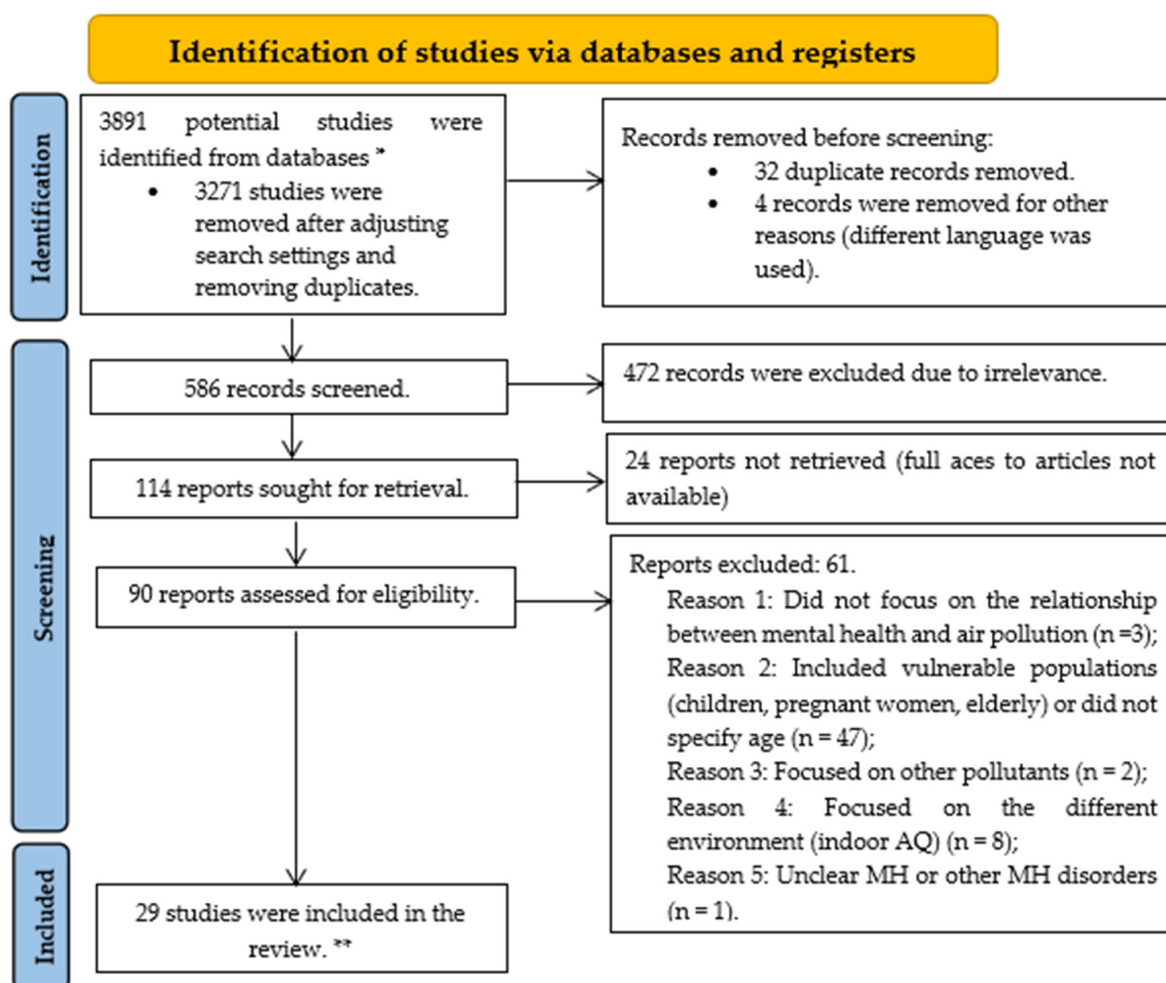 Identification of studies via databases and registers
Identification
3891 potential studies were
identified from databases *
• 3271 studies were
removed after adjusting
search settings and
removing duplicates.
Records removed before screening:
• 32 duplicate records removed.
• 4 records were removed for other
reasons (different language was
used).
Screening
586 records screened.
472 records were excluded due to irrelevance.
114 reports sought for retrieval.
24 reports not retrieved (full aces to articles not
available)
90 reports assessed for eligibility.
Reports excluded: 61.
Reason 1: Did not focus on the relationship
between mental health and air pollution (n =3);
Reason 2: Included vulnerable populations
(children, pregnant women, elderly) or did not
specify age (n = 47);
Reason 3: Focused on other pollutants (n = 2);
Reason 4: Focused on the different
environment (indoor AQ) (n = 8);
Reason 5: Unclear MH or other MH disorders
(n = 1).
Included
29 studies were included in the
review. **